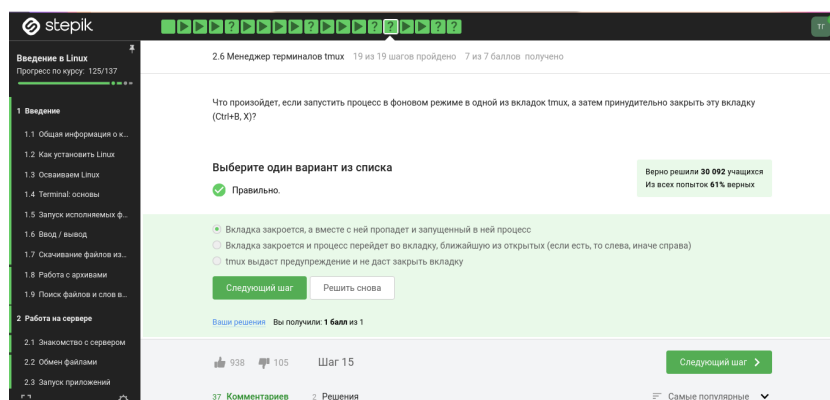 stepik
ТГ
Введение в Linux
Прогресс по курсу: 125/137
1 Введение
1.1 Общая информация о к...
1.2 Как установить Linux
1.3 Осваиваем Linux
1.4 Terminal: основы
1.5 Запуск исполняемых ф...
1.6 Ввод / вывод
1.7 Скачивание файлов из...
1.8 Работа с архивами
1.9 Поиск файлов и слов в...
2 Работа на сервере
2.1 Знакомство с сервером
2.2 Обмен файлами
2.3 Запуск приложений
2.6 Менеджер терминалов tmux 19 из 19 шагов пройдено 7 из 7 баллов получено
Что произойдет, если запустить процесс в фоновом режиме в одной из вкладок tmux, а затем принудительно закрыть эту вкладку
(Ctrl+B, X)?
Выберите один вариант из списка
Правильно.
Верно решили 30 092 учащихся
Из всех попыток 61% верных
Вкладка закроется, а вместе с ней пропадет и запущенный в ней процесс
Вкладка закроется и процесс перейдет во вкладку, ближайшую из открытых (если есть, то слева, иначе справа)
tmux выдаст предупреждение и не даст закрыть вкладку
Следующий шаг
Решить снова
Ваши решения Вы получили: 1 балл из 1
938 105 Шаг 15
Следующий шаг
37 Комментариев 2 Решения
Самые популярные